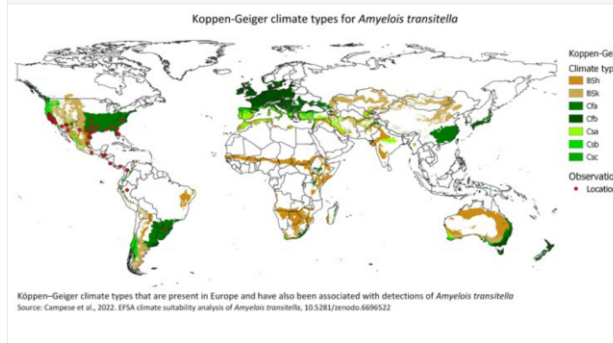 Koppen-Geiger climate types for Amyelois transitella
Koppen-Ge
Climate typ
BSh
BSk
Cfa
Cfb
Csa
Csb
Csc
Observation
Locatio
Köppen–Geiger climate types that are present in Europe and have also been associated with detections of Amyelois transitella
Source: Campese et al., 2022. EFSA climate suitability analysis of Amyelois transitella, 10.5281/zenodo.6696522